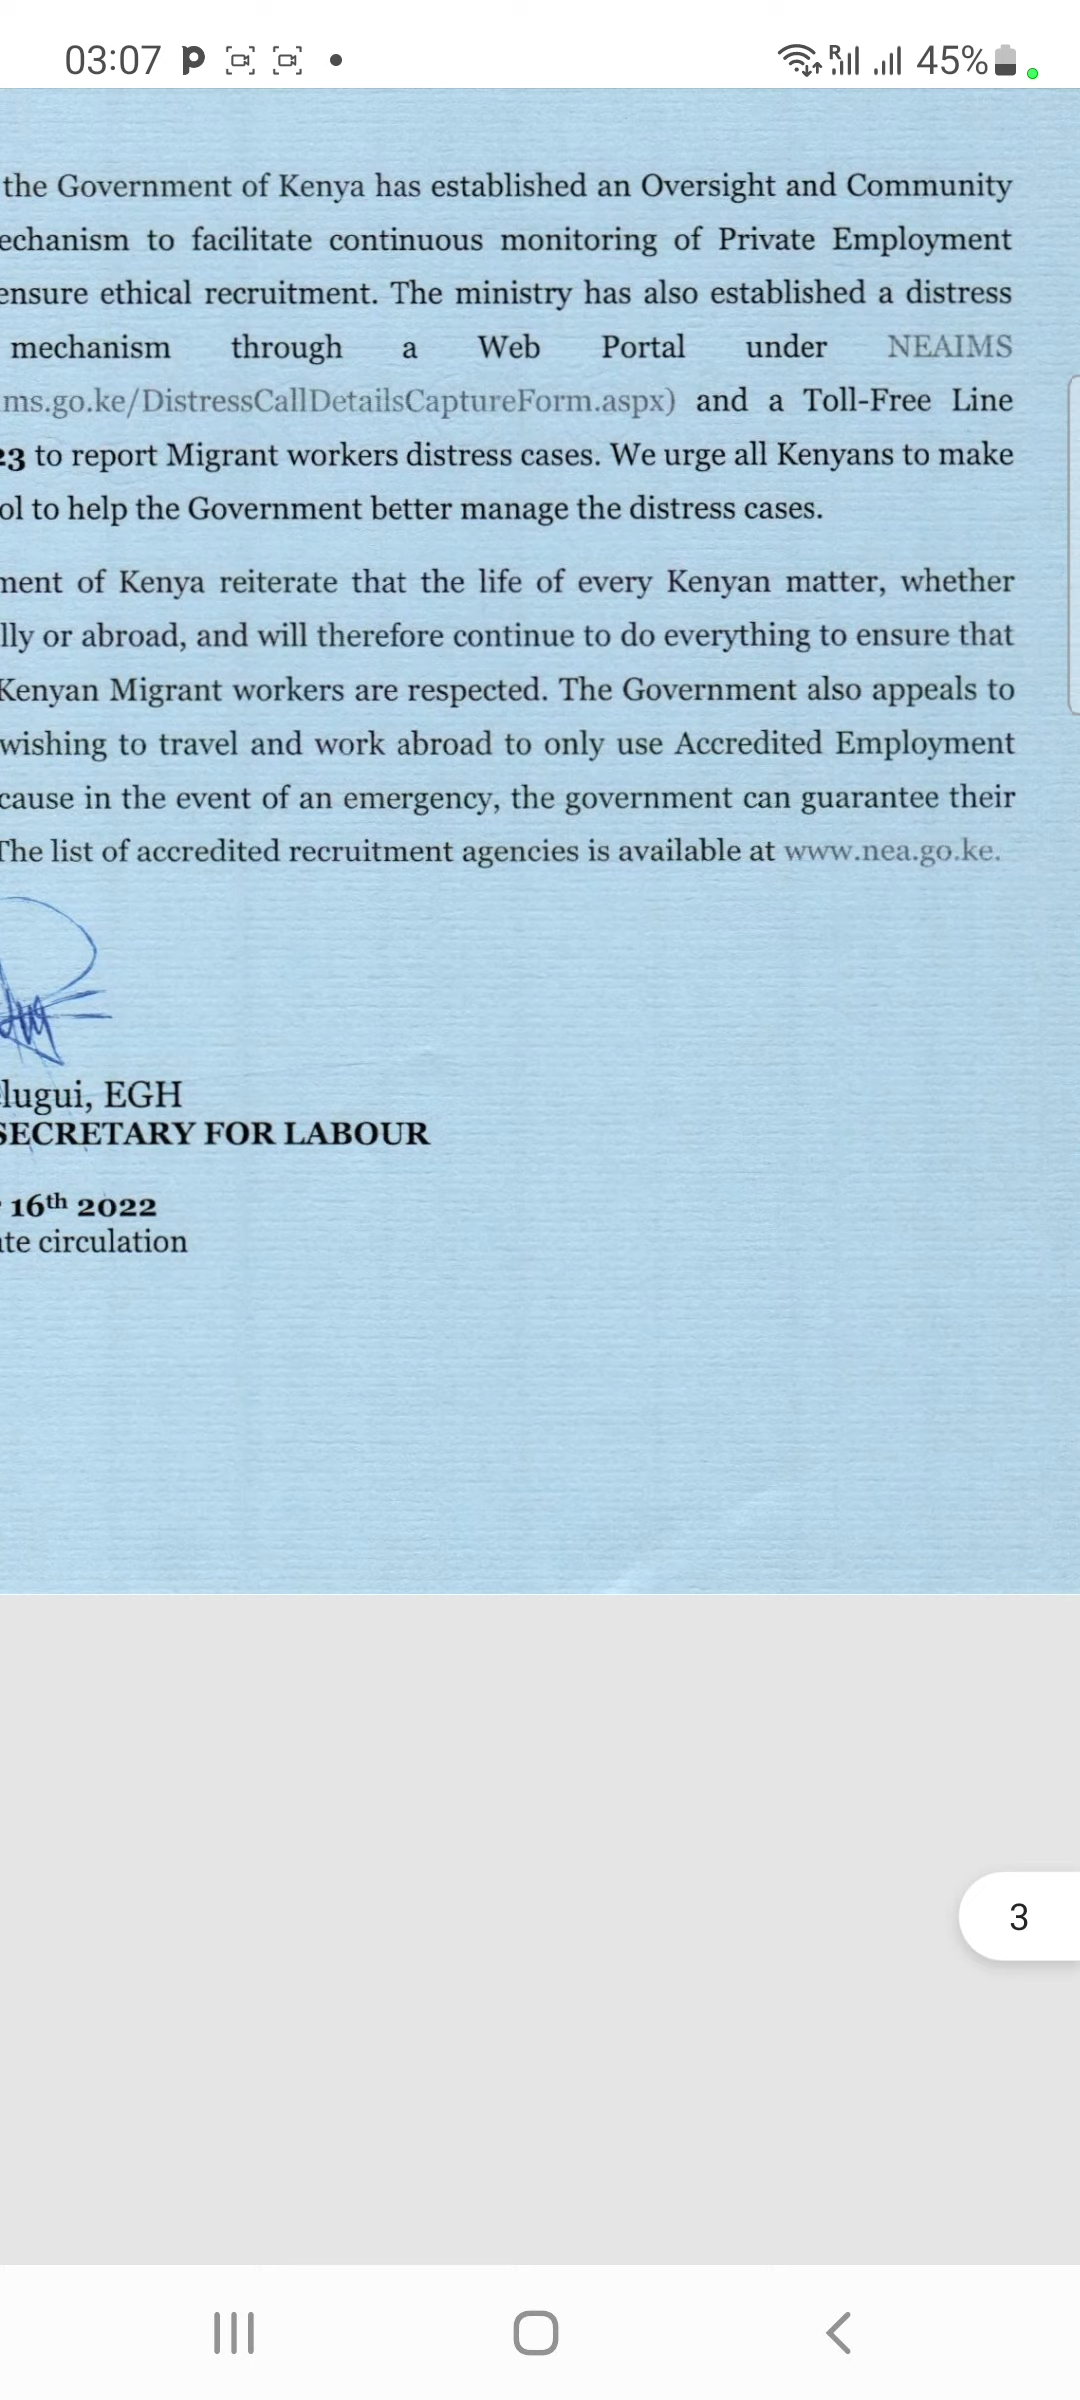 03:07
45%
the Government of Kenya has established an Oversight and Community
echanism to facilitate continuous monitoring of Private Employment
ensure ethical recruitment. The ministry has also established a distress
mechanism through a Web Portal under NEAIMS
ms.go.ke/DistressCallDetailsCaptureForm.aspx) and a Toll-Free Line
23 to report Migrant workers distress cases. We urge all Kenyans to make
ol to help the Government better manage the distress cases.
ment of Kenya reiterate that the life of every Kenyan matter, whether
lly or abroad, and will therefore continue to do everything to ensure that
Kenyan Migrant workers are respected. The Government also appeals to
wishing to travel and work abroad to only use Accredited Employment
cause in the event of an emergency, the government can guarantee their
The list of accredited recruitment agencies is available at www.nea.go.ke.
lugui, EGH
SECRETARY FOR LABOUR
16th 2022
te circulation
3